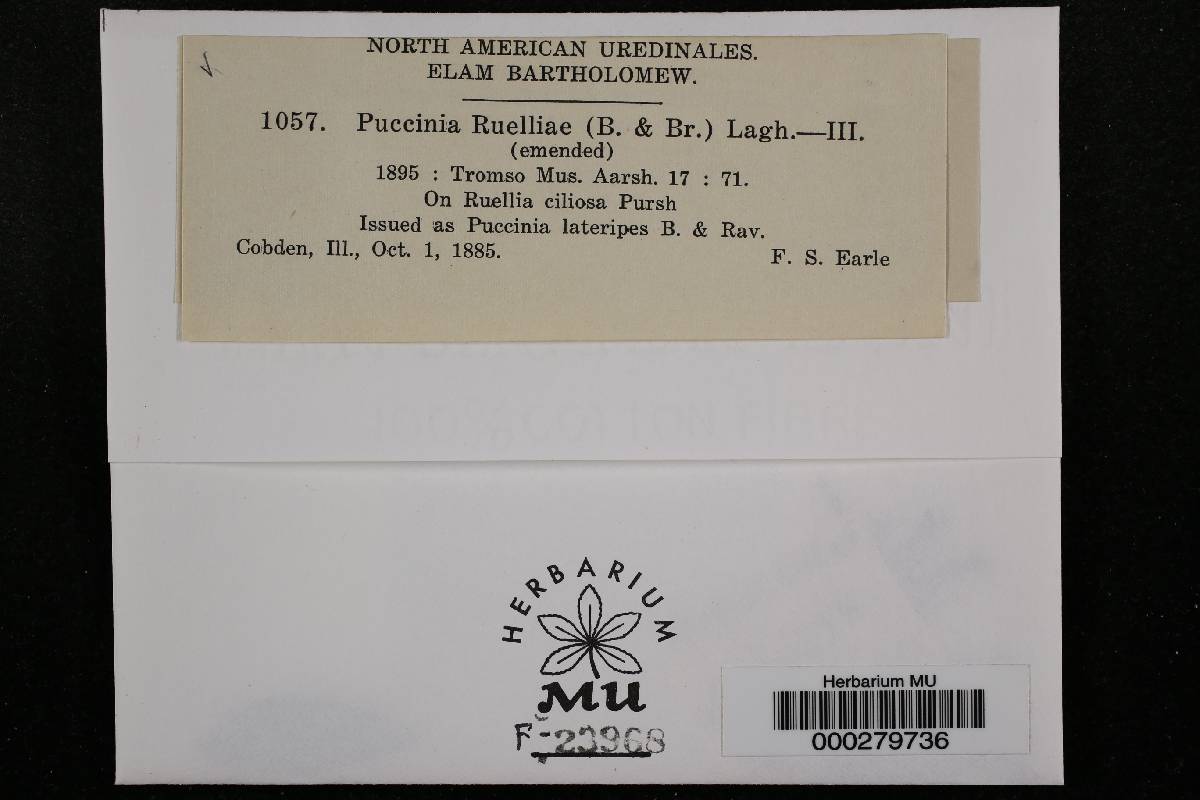 NORTH AMERICAN UREDINALES.
ELAM BARTHOLOMEW.
1057. Puccinia Ruelliae (B. & Br.) Lagh.—III.
(emended)
1895 : Tromso Mus. Aarsh. 17 : 71.
On Ruellia ciliosa Pursh
Issued as Puccinia lateripes B. & Rav.
Cobden, Ill., Oct. 1, 1885. F. S. Earle
HERBARIUM
MU
F-23968
Herbarium MU
000279736